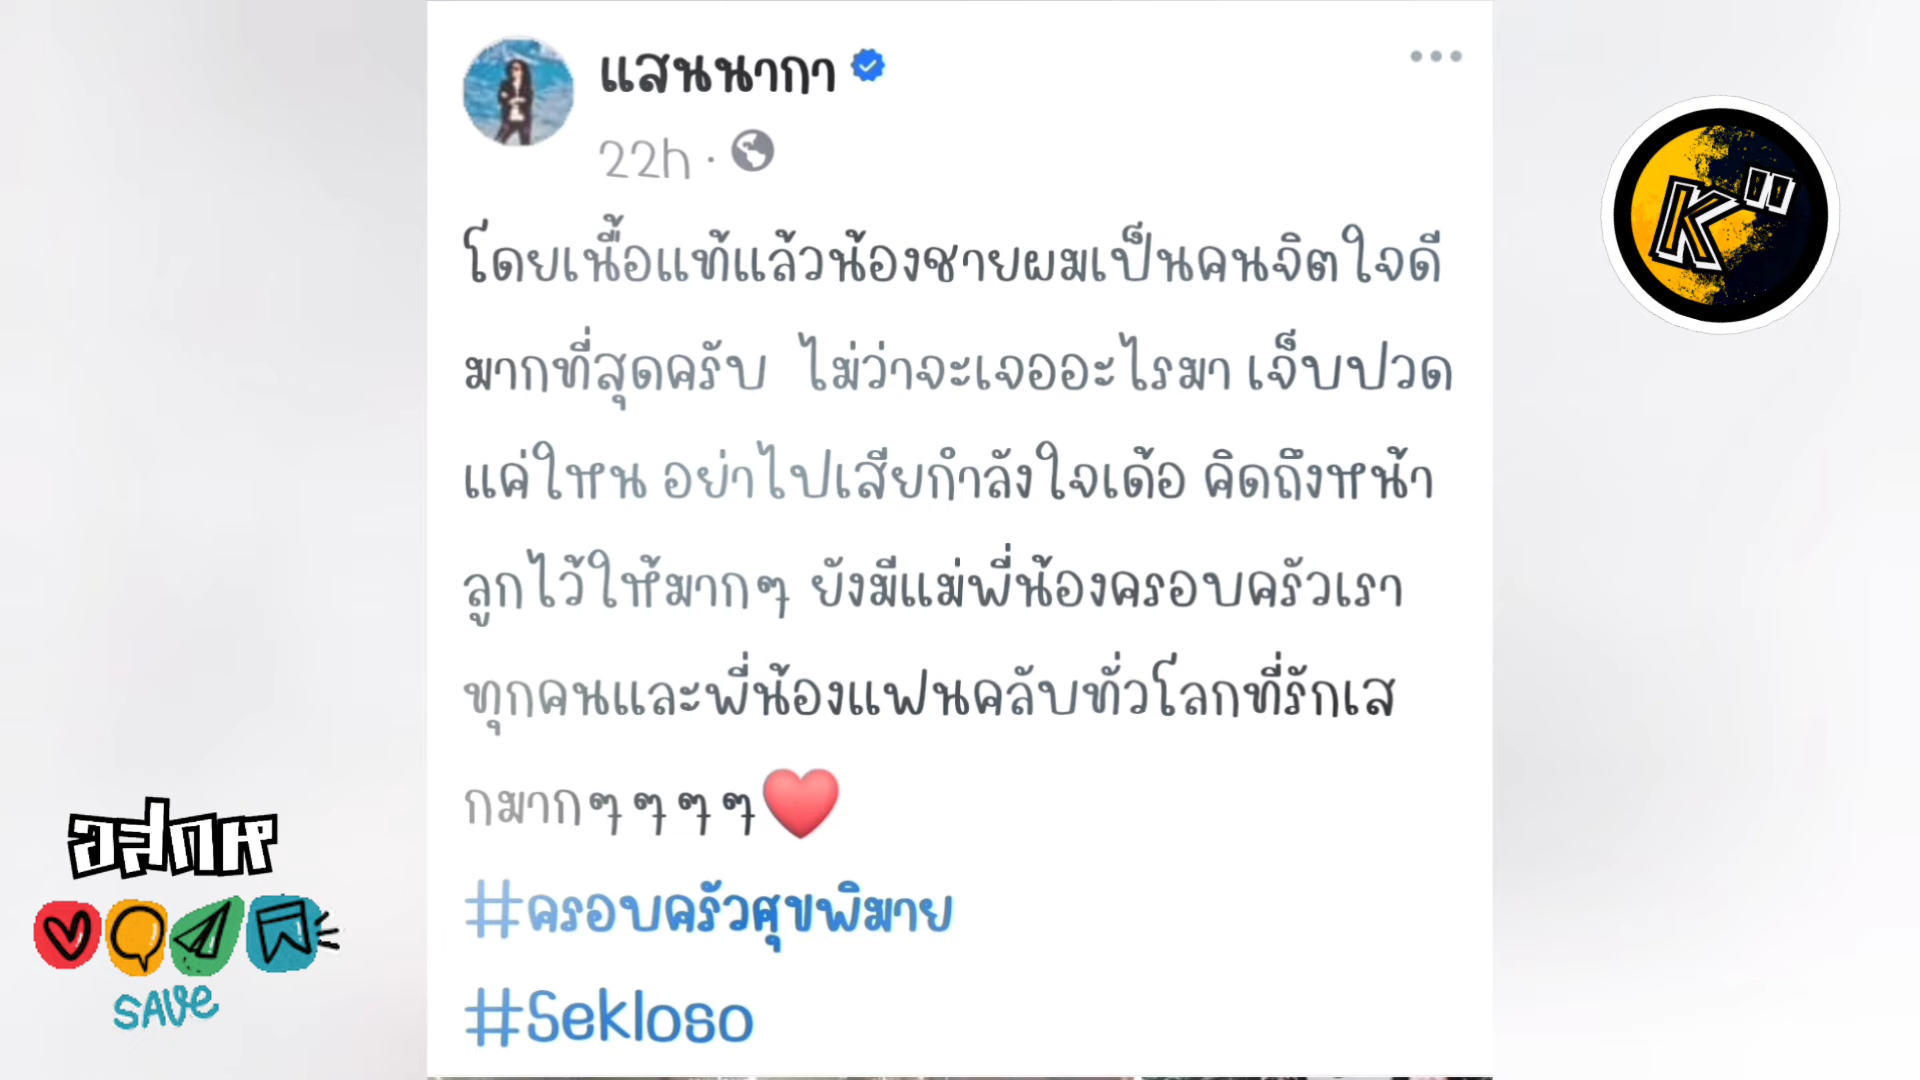 แสนนากา
22h ·
K"
โดยเนื้อแท้แล้วน้องชายผมเป็นคนจิตใจดี
มากที่สุดครับ ไม่ว่าจะเจออะไรมา เจ็บปวด
แค่ใหน อย่าไปเสียกำลังใจเด้อ คิดถึงหน้า
ลูกไว้ให้มากๆ ยังมีแม่พี่น้องครอบครัวเรา
ทุกคนและพี่น้องแฟนคลับทั่วโลกที่รักเส
กมากๆๆๆๆ
#ครอบครัวศุขพิมาย
#Sekloso
อสกห
SAVE